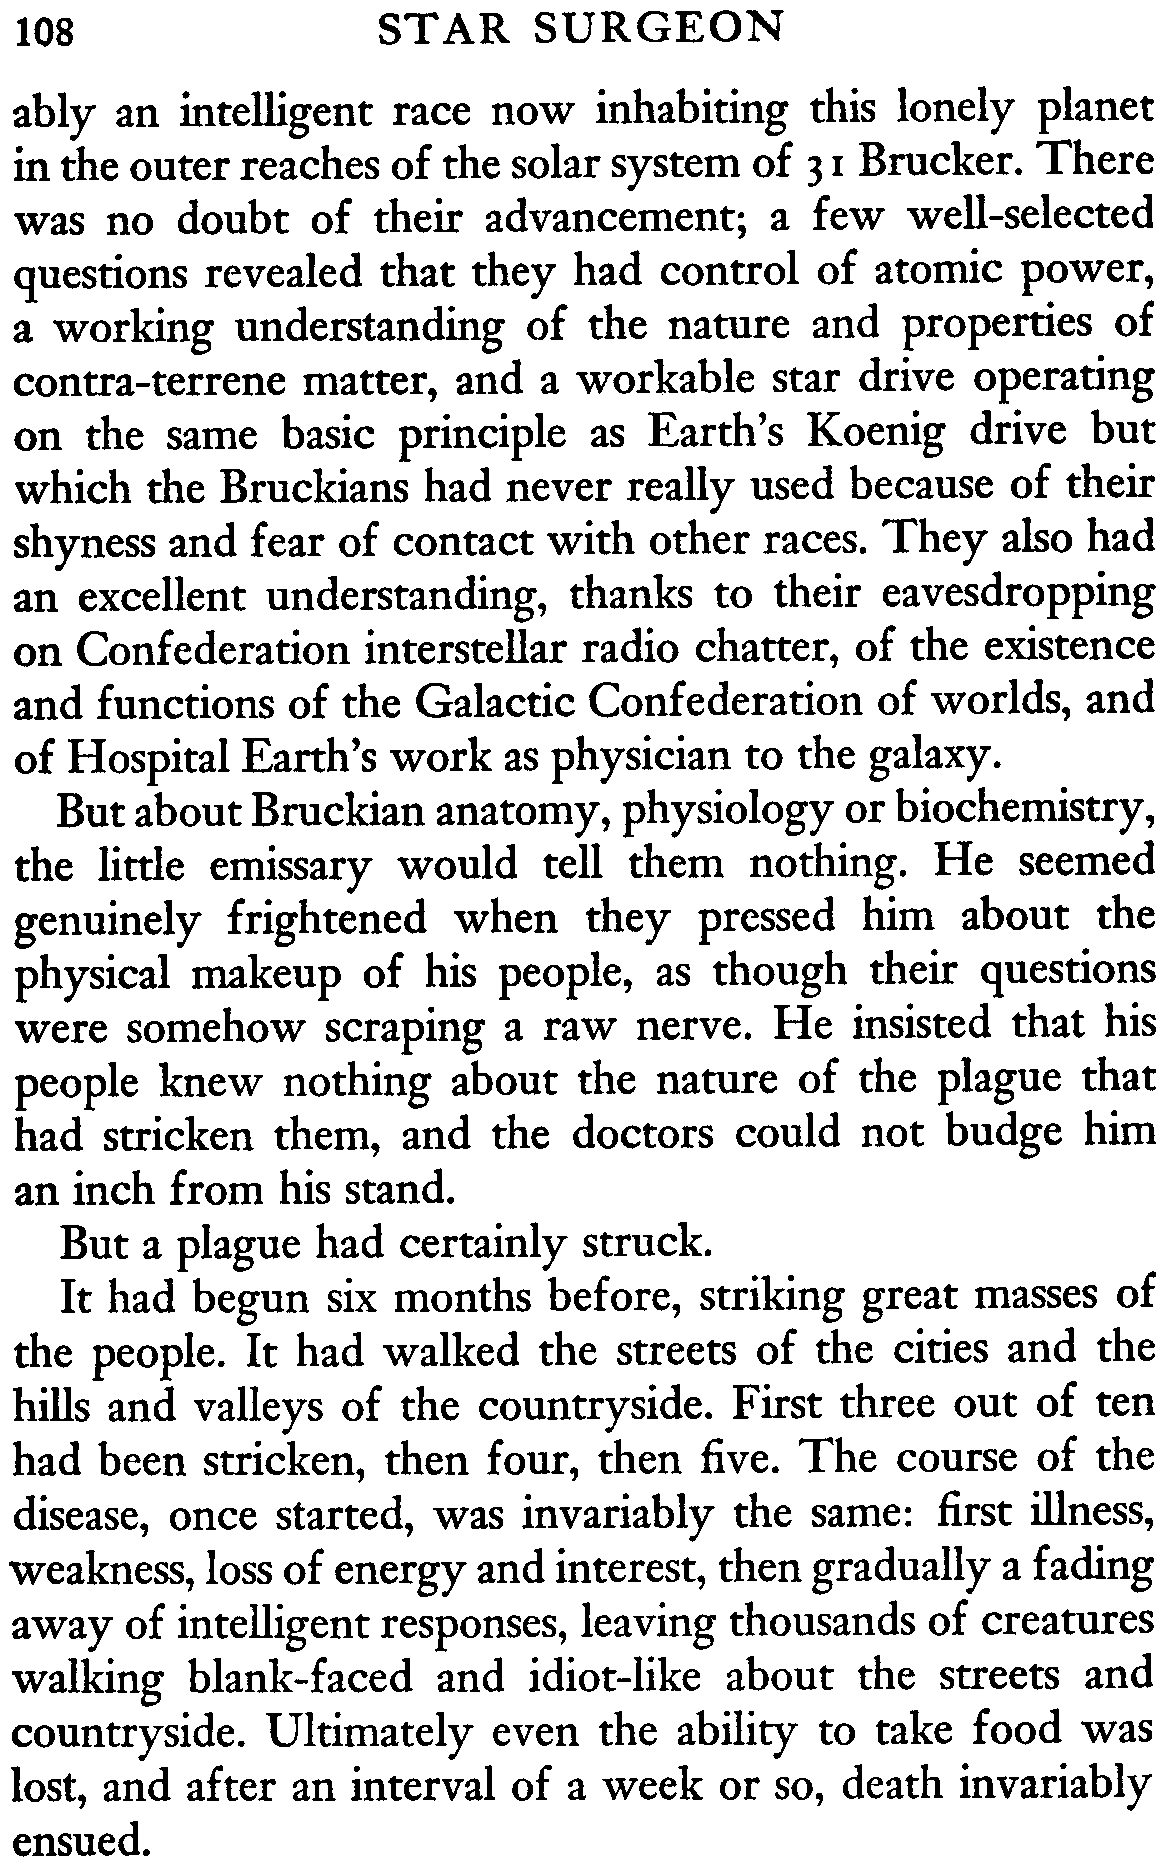 108 STAR SURGEON
ably an intelligent race now inhabiting this lonely planet
in the outer reaches of the solar system of 31 Brucker. There
was no doubt of their advancement; a few well-selected
questions revealed that they had control of atomic power,
a working understanding of the nature and properties of
contra-terrene matter, and a workable star drive operating
on the same basic principle as Earth's Koenig drive but
which the Bruckians had never really used because of their
shyness and fear of contact with other races. They also had
an excellent understanding, thanks to their eavesdropping
on Confederation interstellar radio chatter, of the existence
and functions of the Galactic Confederation of worlds, and
of Hospital Earth's work as physician to the galaxy.
But about Bruckian anatomy, physiology or biochemistry,
the little emissary would tell them nothing. He seemed
genuinely frightened when they pressed him about the
physical makeup of his people, as though their questions
were somehow scraping a raw nerve. He insisted that his
people knew nothing about the nature of the plague that
had stricken them, and the doctors could not budge him
an inch from his stand.
But a plague had certainly struck.
It had begun six months before, striking great masses of
the people. It had walked the streets of the cities and the
hills and valleys of the countryside. First three out of ten
had been stricken, then four, then five. The course of the
disease, once started, was invariably the same: first illness,
weakness, loss of energy and interest, then gradually a fading
away of intelligent responses, leaving thousands of creatures
walking blank-faced and idiot-like about the streets and
countryside. Ultimately even the ability to take food was
lost, and after an interval of a week or so, death invariably
ensued.